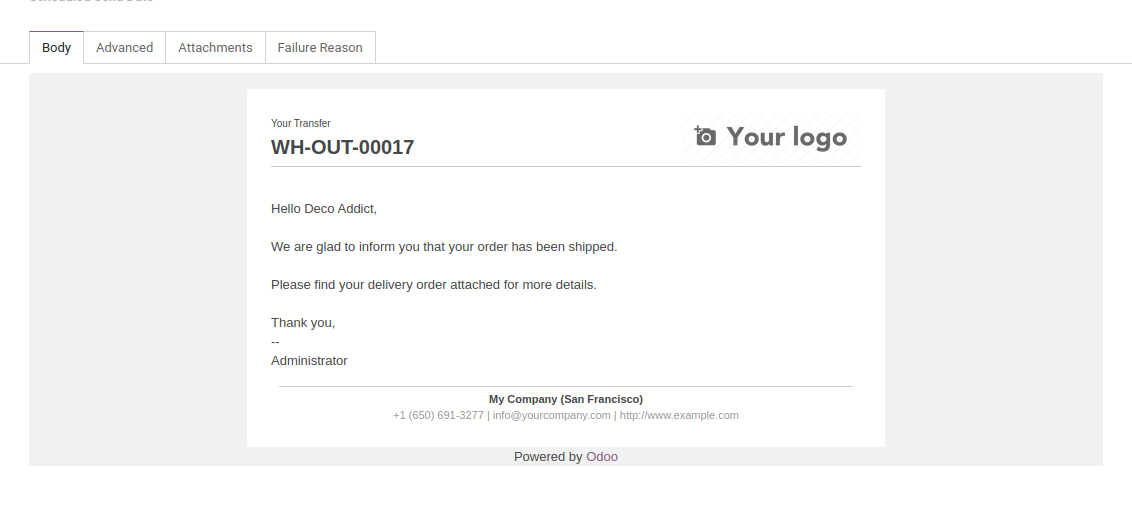 Scheduled Send Date
Body
Advanced
Attachments
Failure Reason
Your Transfer
WH-OUT-00017
Your logo
Hello Deco Addict,
We are glad to inform you that your order has been shipped.
Please find your delivery order attached for more details.
Thank you,
--
Administrator
My Company (San Francisco)
+1 (650) 691-3277 | info@yourcompany.com | http://www.example.com
Powered by Odoo